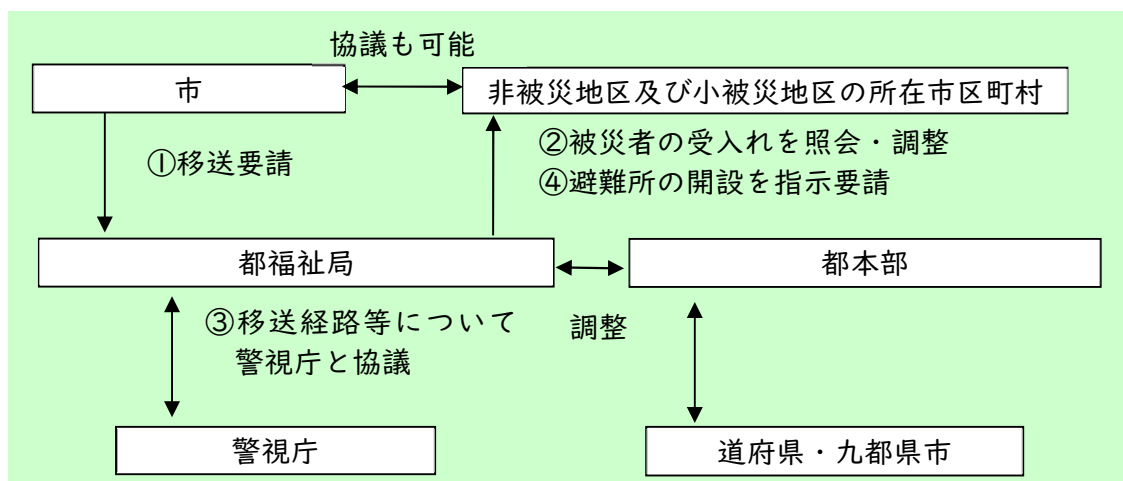 協議も可能
市
非被災地区及び小被災地区の所在市区町村
①移送要請
②被災者の受入れを照会・調整
④避難所の開設を指示要請
都福祉局
都本部
③移送経路等について
警視庁と協議
調整
警視庁
道府県・九都県市